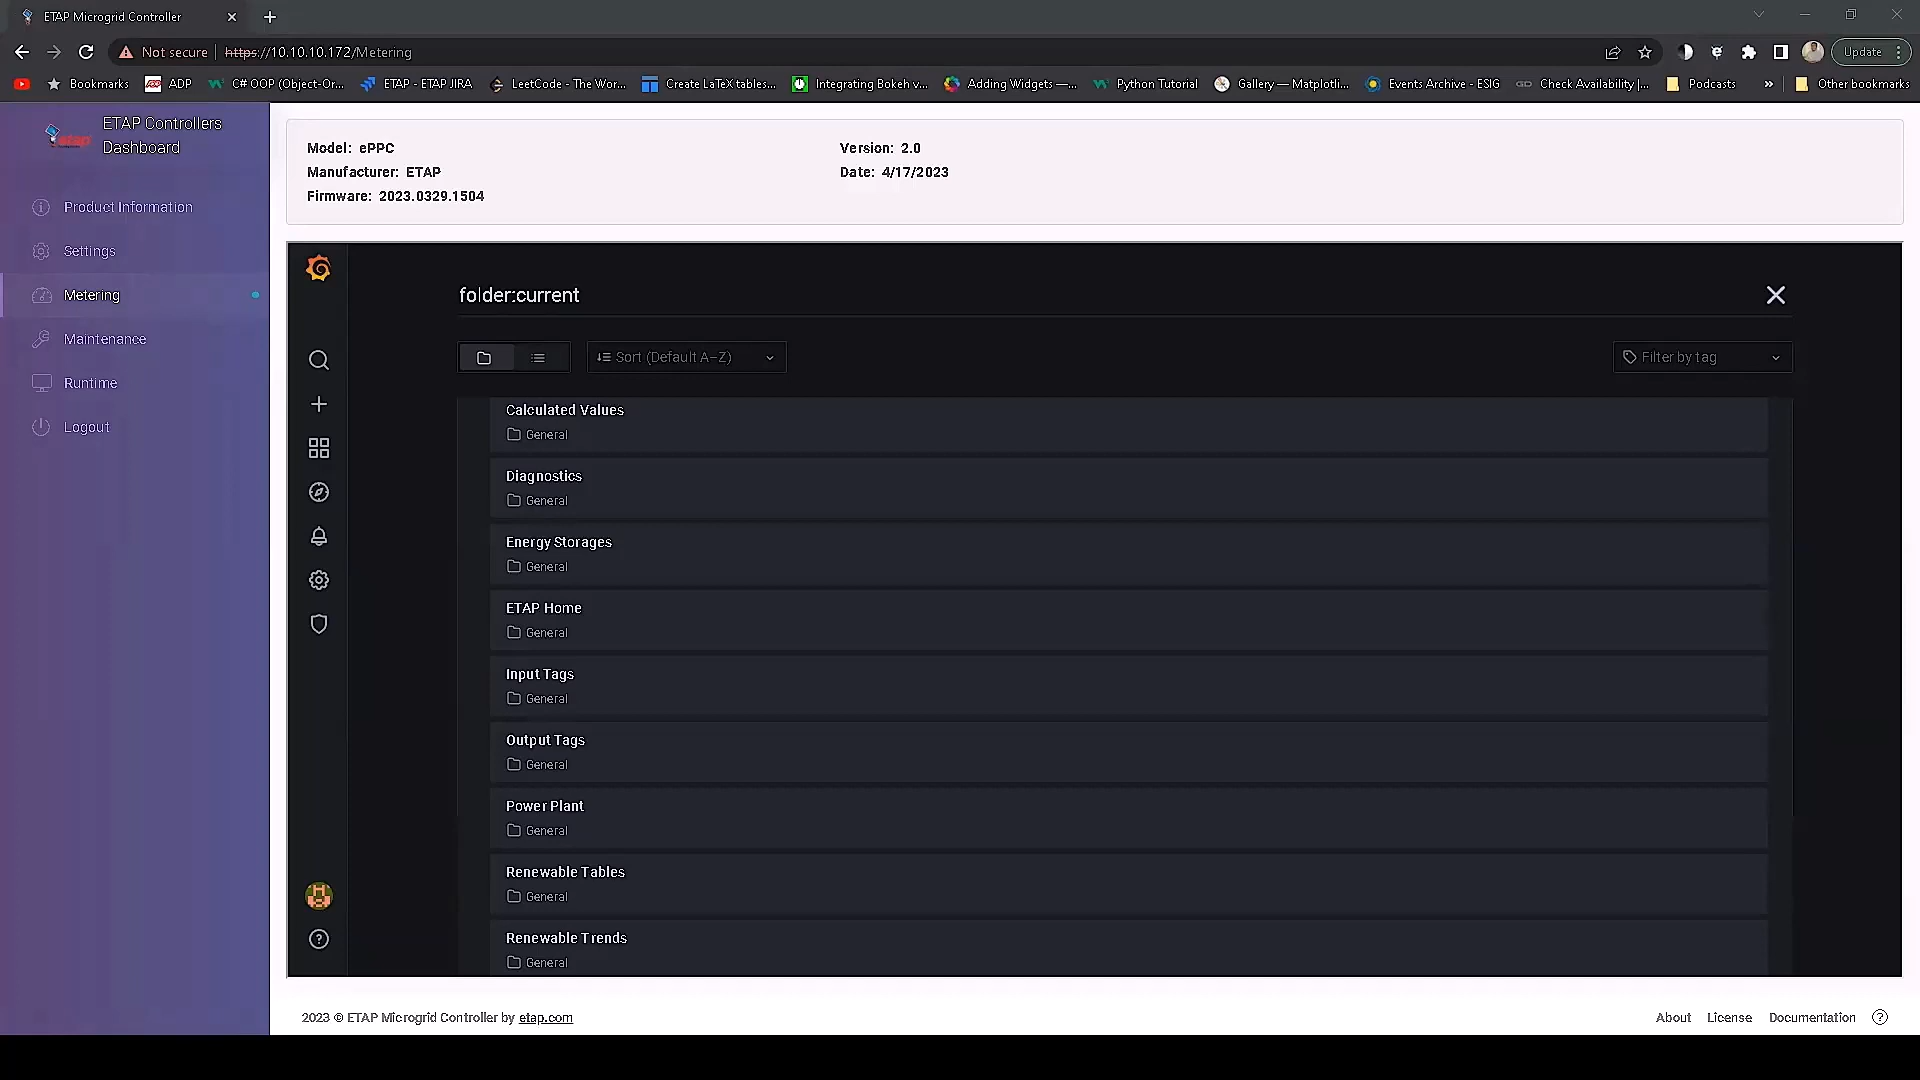 ETAP Microgrid Controller
Not secure
https://10.10.10.172/Metering
Update
Bookmarks
ADP
C# OOP (Object-Or...
ETAP - ETAP JIRA
LeetCode - The Wor...
Create LaTeX tables...
Integrating Bokeh v...
Adding Widgets —...
Python Tutorial
Gallery — Matplotli...
Events Archive - ESIG
Check Availability |...
Podcasts
»
Other bookmarks
etap
ETAP Controllers
Dashboard
Product Information
Settings
Metering
Maintenance
Runtime
Logout
Model: ePPC
Manufacturer: ETAP
Firmware: 2023.0329.1504
Version: 2.0
Date: 4/17/2023
folder:current
Sort (Default A–Z)
Filter by tag
Calculated Values
General
Diagnostics
General
Energy Storages
General
ETAP Home
General
Input Tags
General
Output Tags
General
Power Plant
General
Renewable Tables
General
Renewable Trends
General
2023 © ETAP Microgrid Controller by etap.com
About
License
Documentation